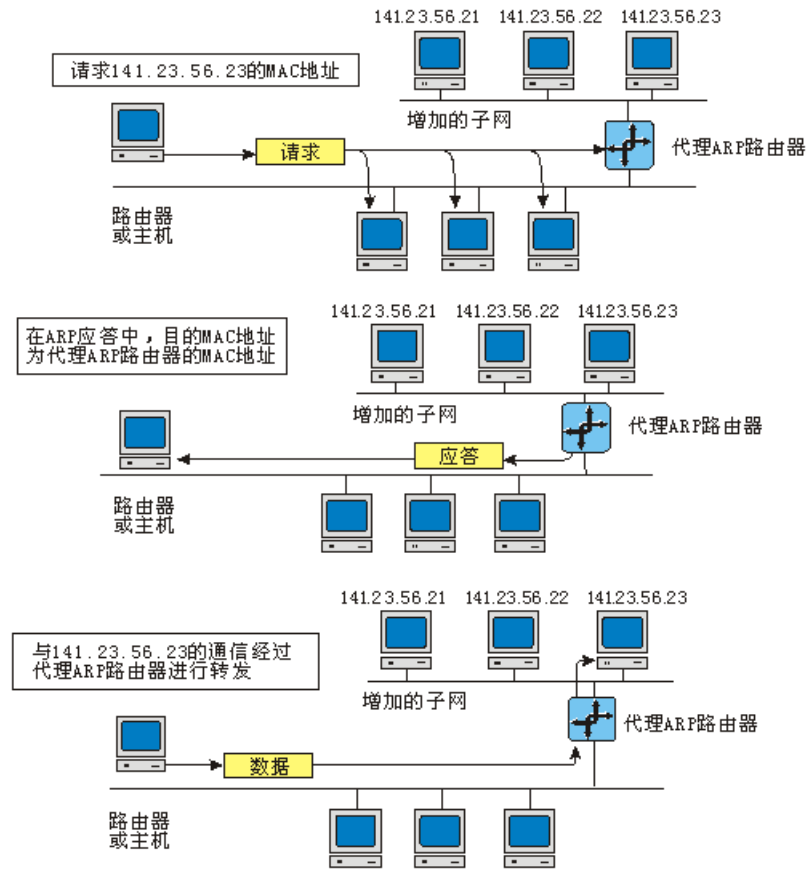 141.23.56.21 141.23.56.22 141.23.56.23
请求141.23.56.23的MAC地址
增加的子网
代理ARP路由器
请求
路由器
或主机
141.23.56.21 141.23.56.22 141.23.56.23
在ARP应答中，目的MAC地址
为代理ARP路由器的MAC地址
增加的子网
代理ARP路由器
应答
路由器
或主机
141.23.56.21 141.23.56.22 141.23.56.23
与141.23.56.23的通信经过
代理ARP路由器进行转发
增加的子网
代理ARP路由器
数据
路由器
或主机